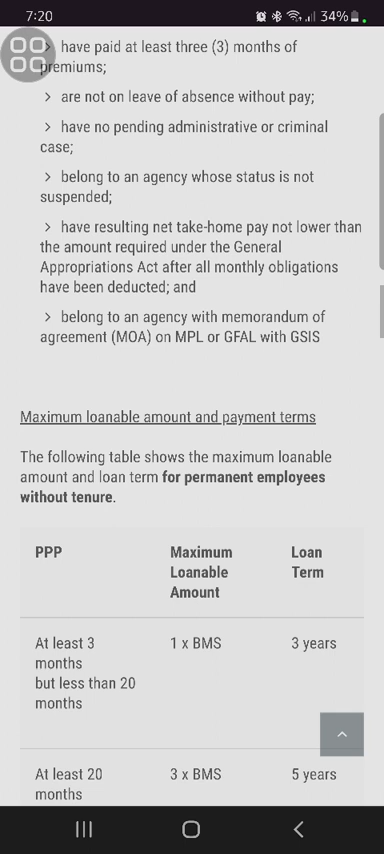 7:20
34%
> have paid at least three (3) months of
premiums;
> are not on leave of absence without pay;
> have no pending administrative or criminal
case;
> belong to an agency whose status is not
suspended;
> have resulting net take-home pay not lower than
the amount required under the General
Appropriations Act after all monthly obligations
have been deducted; and
> belong to an agency with memorandum of
agreement (MOA) on MPL or GFAL with GSIS
Maximum loanable amount and payment terms
The following table shows the maximum loanable
amount and loan term for permanent employees
without tenure.
PPP
Maximum
Loanable
Amount
Loan
Term
At least 3
months
but less than 20
months
1 x BMS
3 years
At least 20
months
3 x BMS
5 years